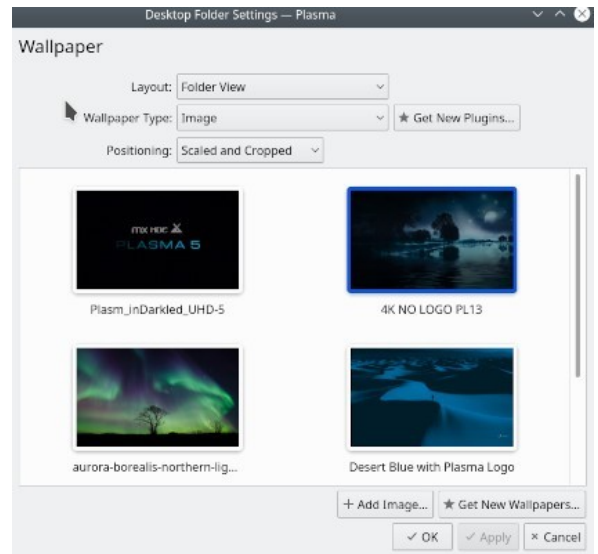 Desktop Folder Settings — Plasma
Wallpaper
Layout: Folder View
Wallpaper Type: Image ★ Get New Plugins...
Positioning: Scaled and Cropped
mx KDE
PLASMA 5
Plasm_inDarkled_UHD-5 4K NO LOGO PL13
aurora-borealis-northern-lig... Desert Blue with Plasma Logo
+ Add Image... ★ Get New Wallpapers...
✓ OK ✓ Apply × Cancel